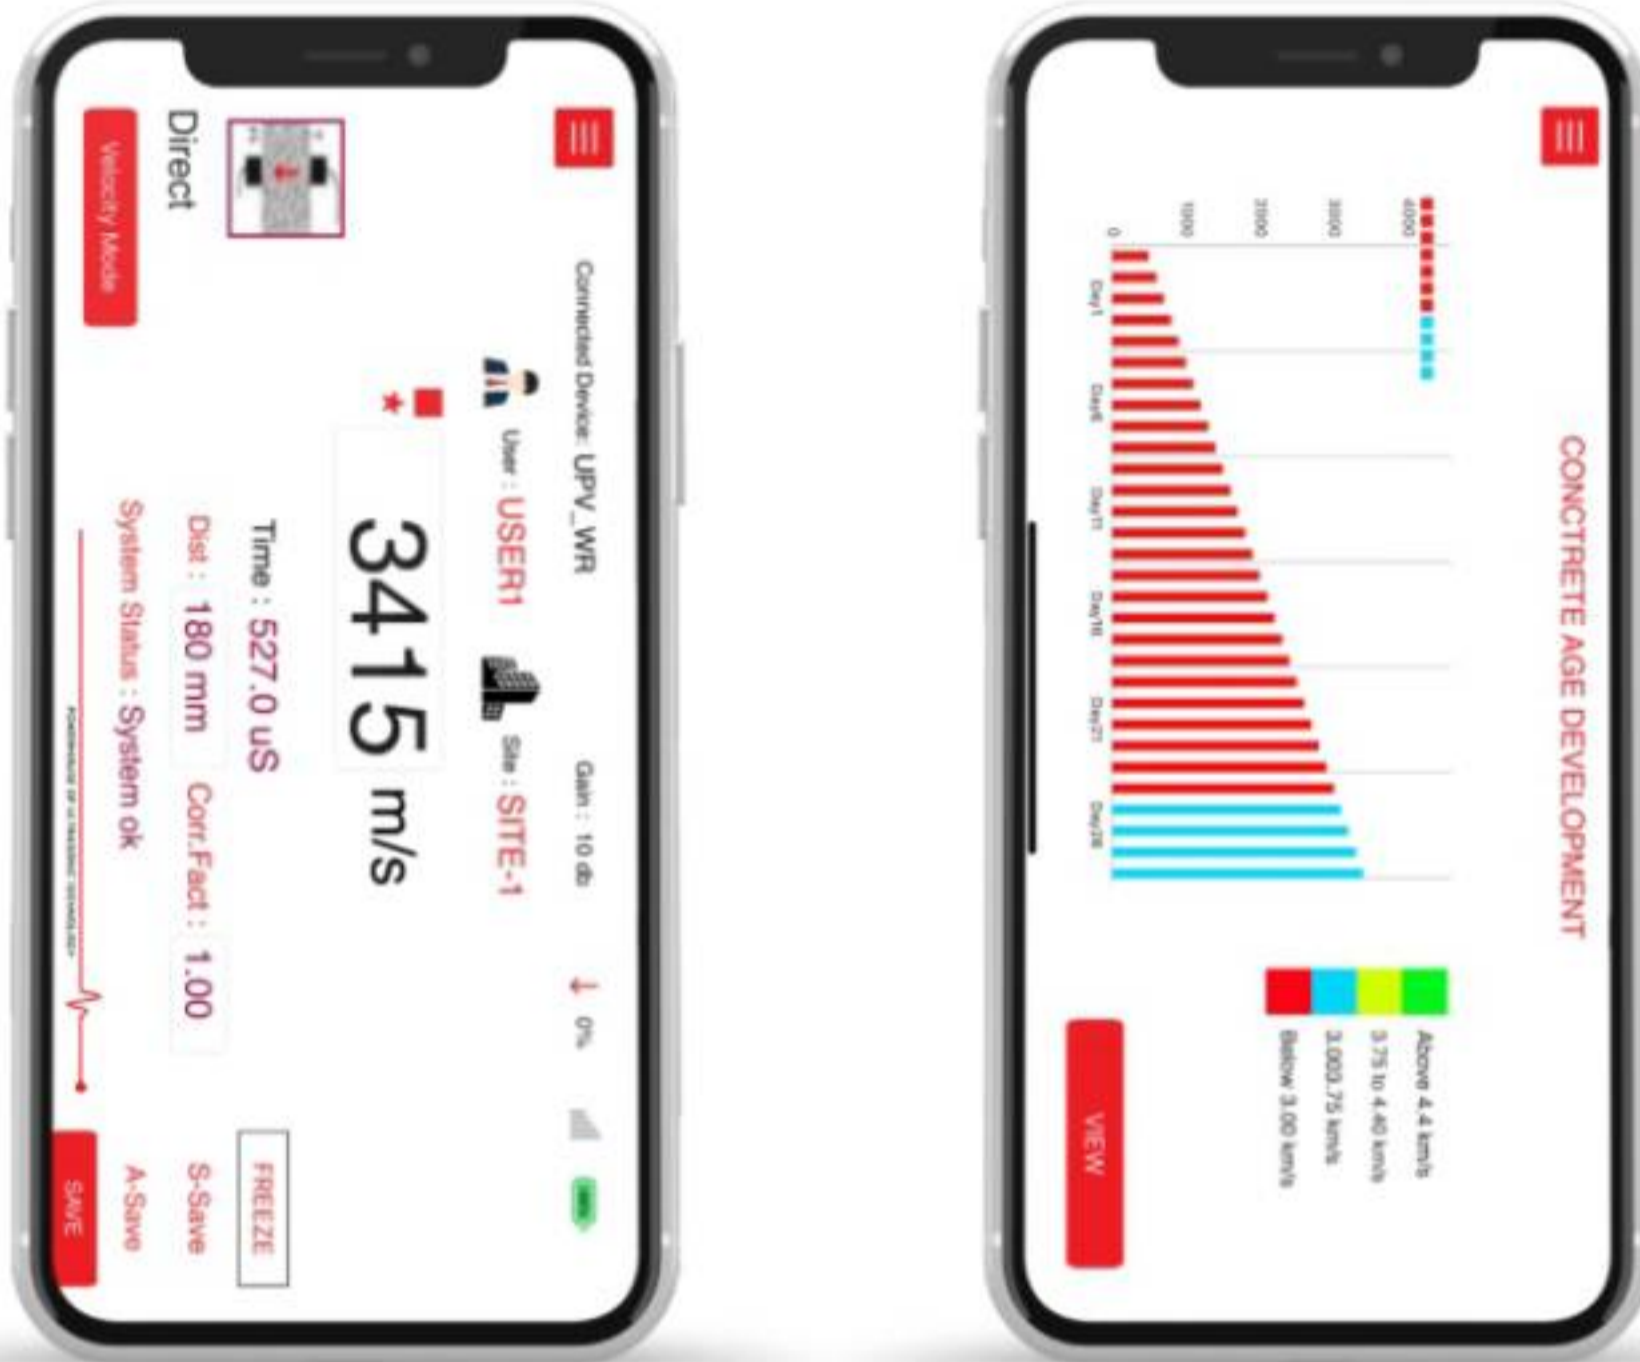 Connected Device: UPV_WR
Gain : 10 db
0%
User : USER1
Site : SITE-1
3415 m/s
Direct
Time : 527.0 uS
Dist : 180 mm
Corr.Fact : 1.00
System Status : System ok
Velocity Mode
FREEZE
S-Save
A-Save
SAVE
CONCTRETE AGE DEVELOPMENT
4000
3000
2000
1000
0
Day1
Day6
Day11
Day16
Day21
Day26
Above 4.4 km/s
3.75 to 4.40 km/s
3.000.75 km/s
Below 3.00 km/s
VIEW